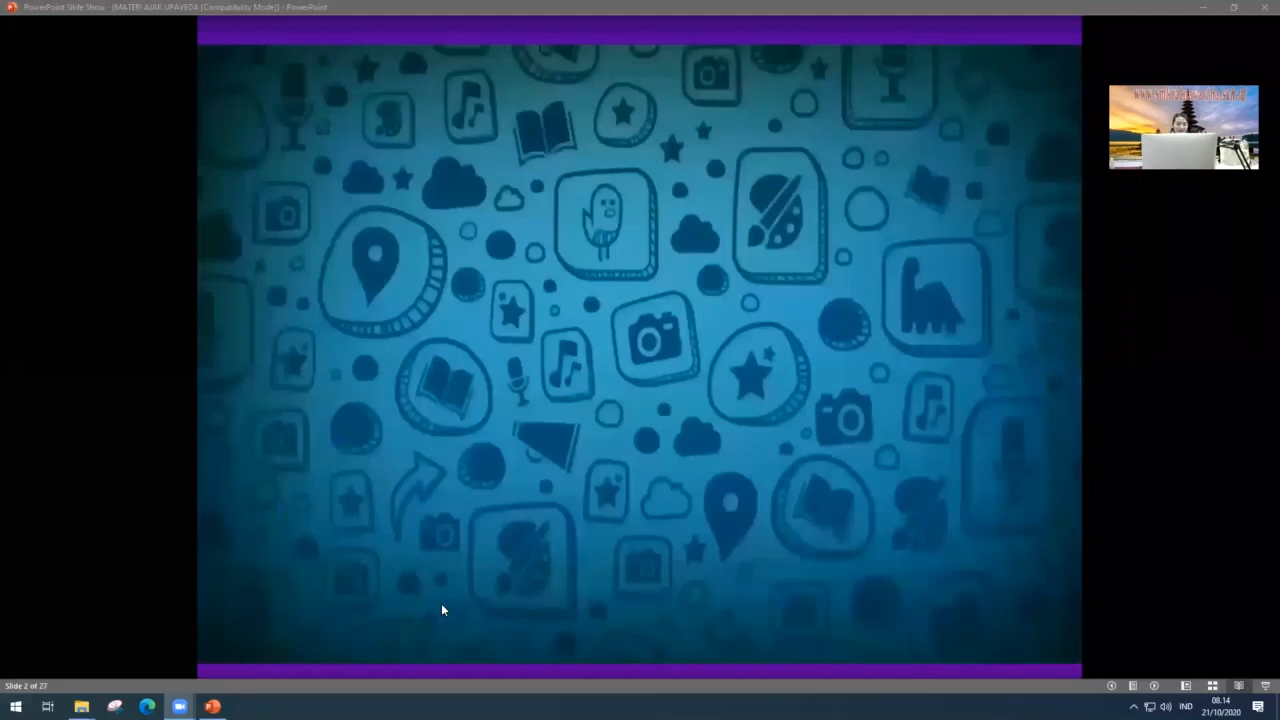 PowerPoint Slide Show - [MATERI AJAR UPAVEDA [Compatibility Mode]] - PowerPoint
Slide 2 of 27
IND
08.14
21/10/2020